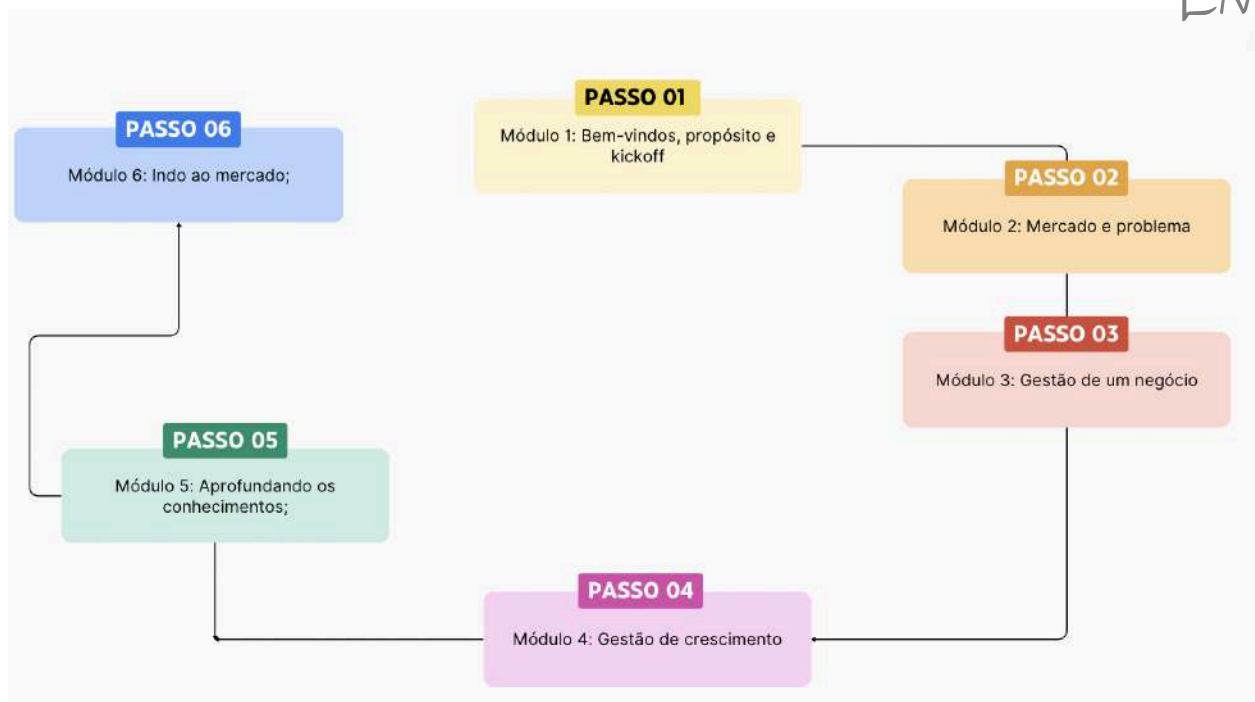 PASSO 01
Módulo 1: Bem-vindos, propósito e
kickoff
PASSO 02
Módulo 2: Mercado e problema
PASSO 03
Módulo 3: Gestão de um negócio
PASSO 04
Módulo 4: Gestão de crescimento
PASSO 05
Módulo 5: Aprofundando os
conhecimentos;
PASSO 06
Módulo 6: Indo ao mercado;